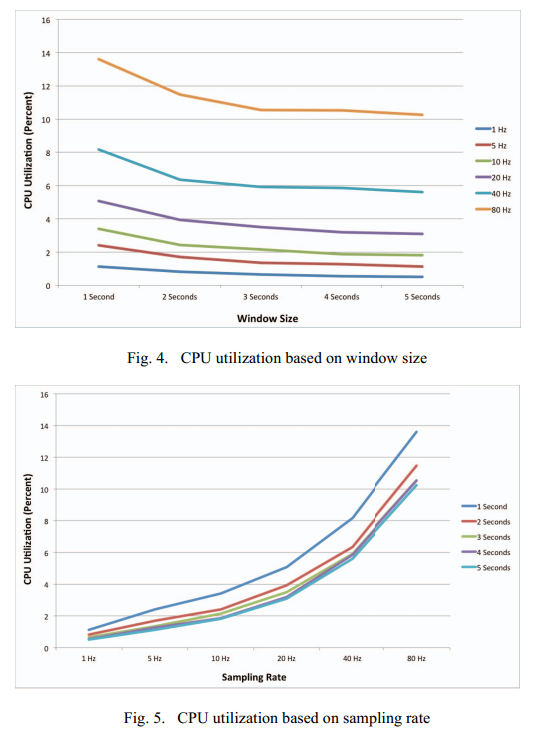 16
14
12
10
8
6
4
2
0
CPU Utilization (Percent)
1 Second 2 Seconds 3 Seconds 4 Seconds 5 Seconds
Window Size
1 Hz
5 Hz
10 Hz
20 Hz
40 Hz
80 Hz
Fig. 4. CPU utilization based on window size
16
14
12
10
8
6
4
2
0
CPU Utilization (Percent)
1 Hz 5 Hz 10 Hz 20 Hz 40 Hz 80 Hz
Sampling Rate
1 Second
2 Seconds
3 Seconds
4 Seconds
5 Seconds
Fig. 5. CPU utilization based on sampling rate